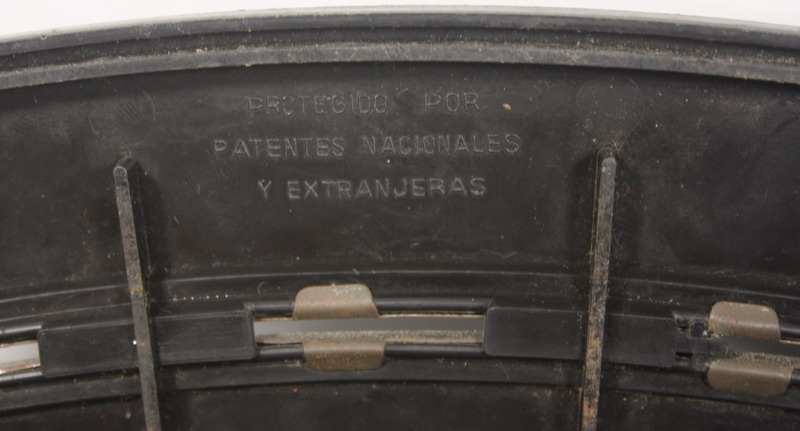 PROTEGIDO POR
PATENTES NACIONALES
Y EXTRANJERAS